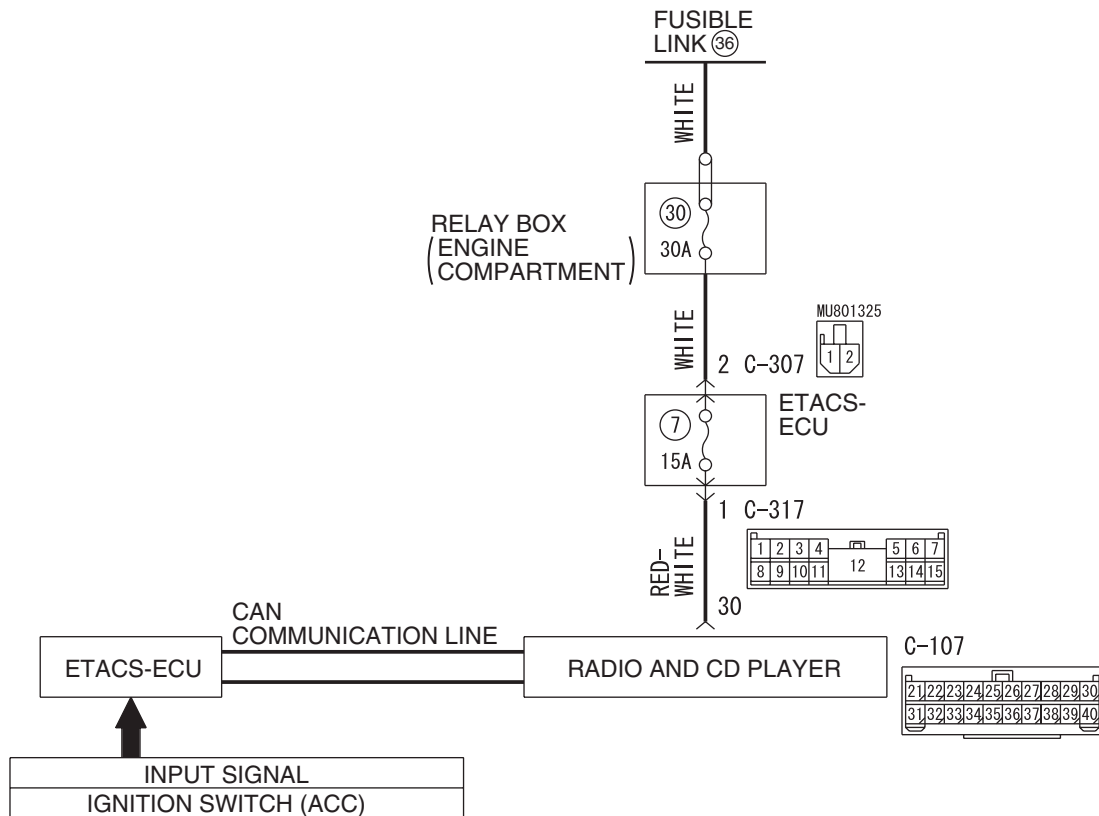 FUSIBLE
LINK 36
WHITE
RELAY BOX
(ENGINE
COMPARTMENT)
30
30A
WHITE
MU801325
1 2
2 C-307
ETACS-
ECU
7
15A
1 C-317
1 2 3 4 5 6 7
8 9 10 11 12 13 14 15
RED-
WHITE
30
CAN
COMMUNICATION LINE
ETACS-ECU
RADIO AND CD PLAYER
C-107
21 22 23 24 25 26 27 28 29 30
31 32 33 34 35 36 37 38 39 40
INPUT SIGNAL
IGNITION SWITCH (ACC)